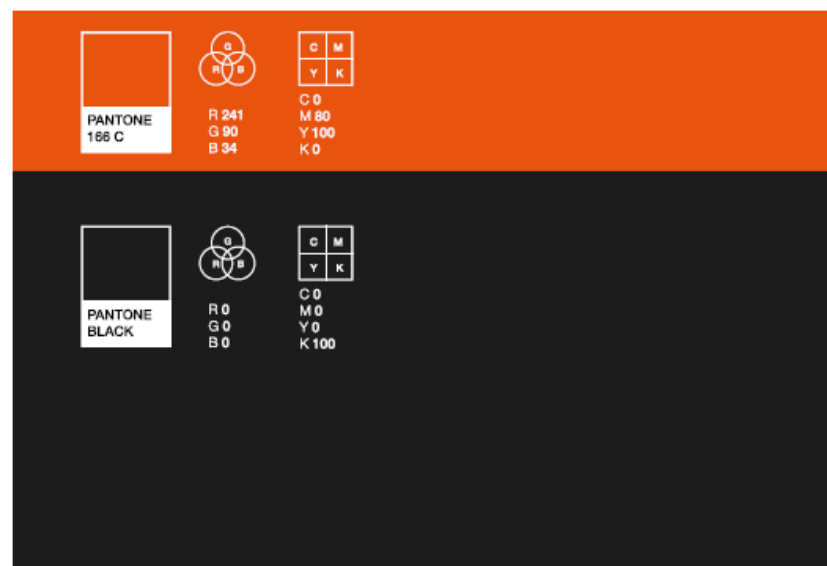 PANTONE
166 C
G
R B
R 241
G 90
B 34
C M
Y K
C 0
M 80
Y 100
K 0
PANTONE
BLACK
G
R B
R 0
G 0
B 0
C M
Y K
C 0
M 0
Y 0
K 100